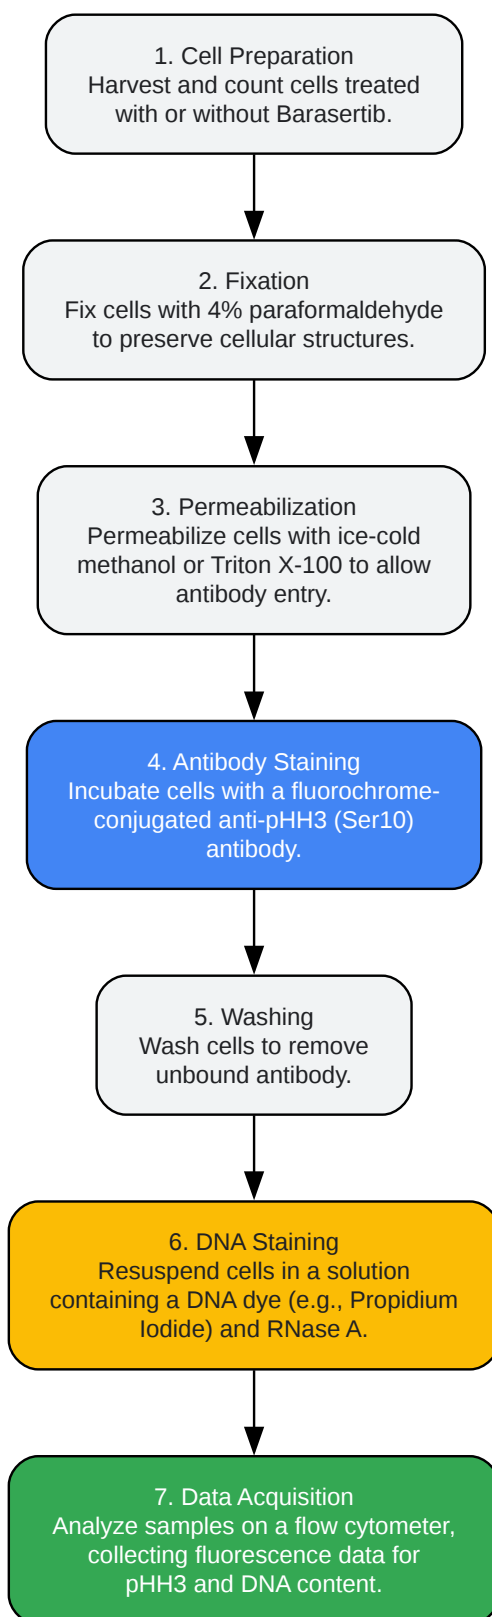 1. Cell Preparation
Harvest and count cells treated
with or without Barasertib.
2. Fixation
Fix cells with 4% paraformaldehyde
to preserve cellular structures.
3. Permeabilization
Permeabilize cells with ice-cold
methanol or Triton X-100 to allow
antibody entry.
4. Antibody Staining
Incubate cells with a fluorochrome-
conjugated anti-pHH3 (Ser10)
antibody.
5. Washing
Wash cells to remove
unbound antibody.
6. DNA Staining
Resuspend cells in a solution
containing a DNA dye (e.g., Propidium
Iodide) and RNase A.
7. Data Acquisition
Analyze samples on a flow cytometer,
collecting fluorescence data for
pHH3 and DNA content.